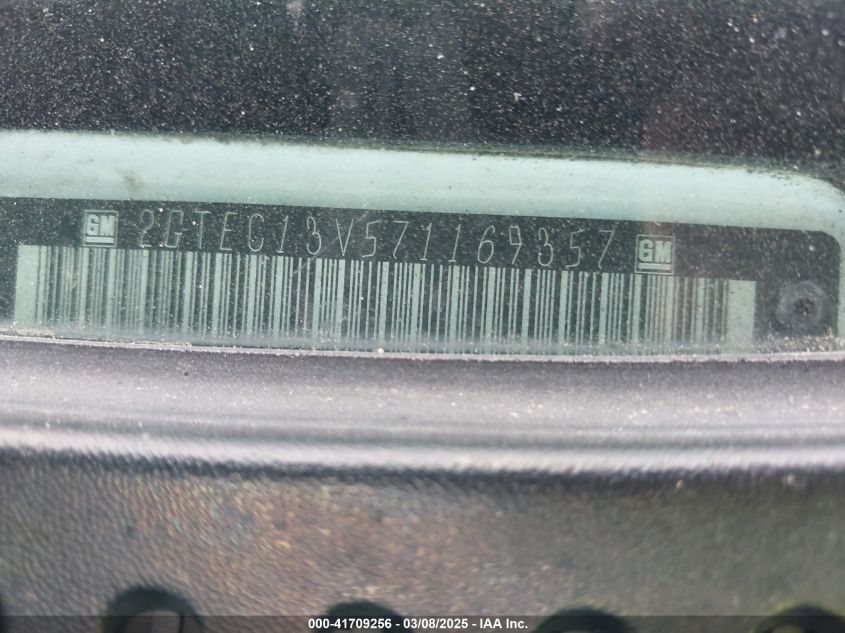 GM 2GTEC13V571169357 GM
000-41709256 - 03/08/2025 - IAA Inc.